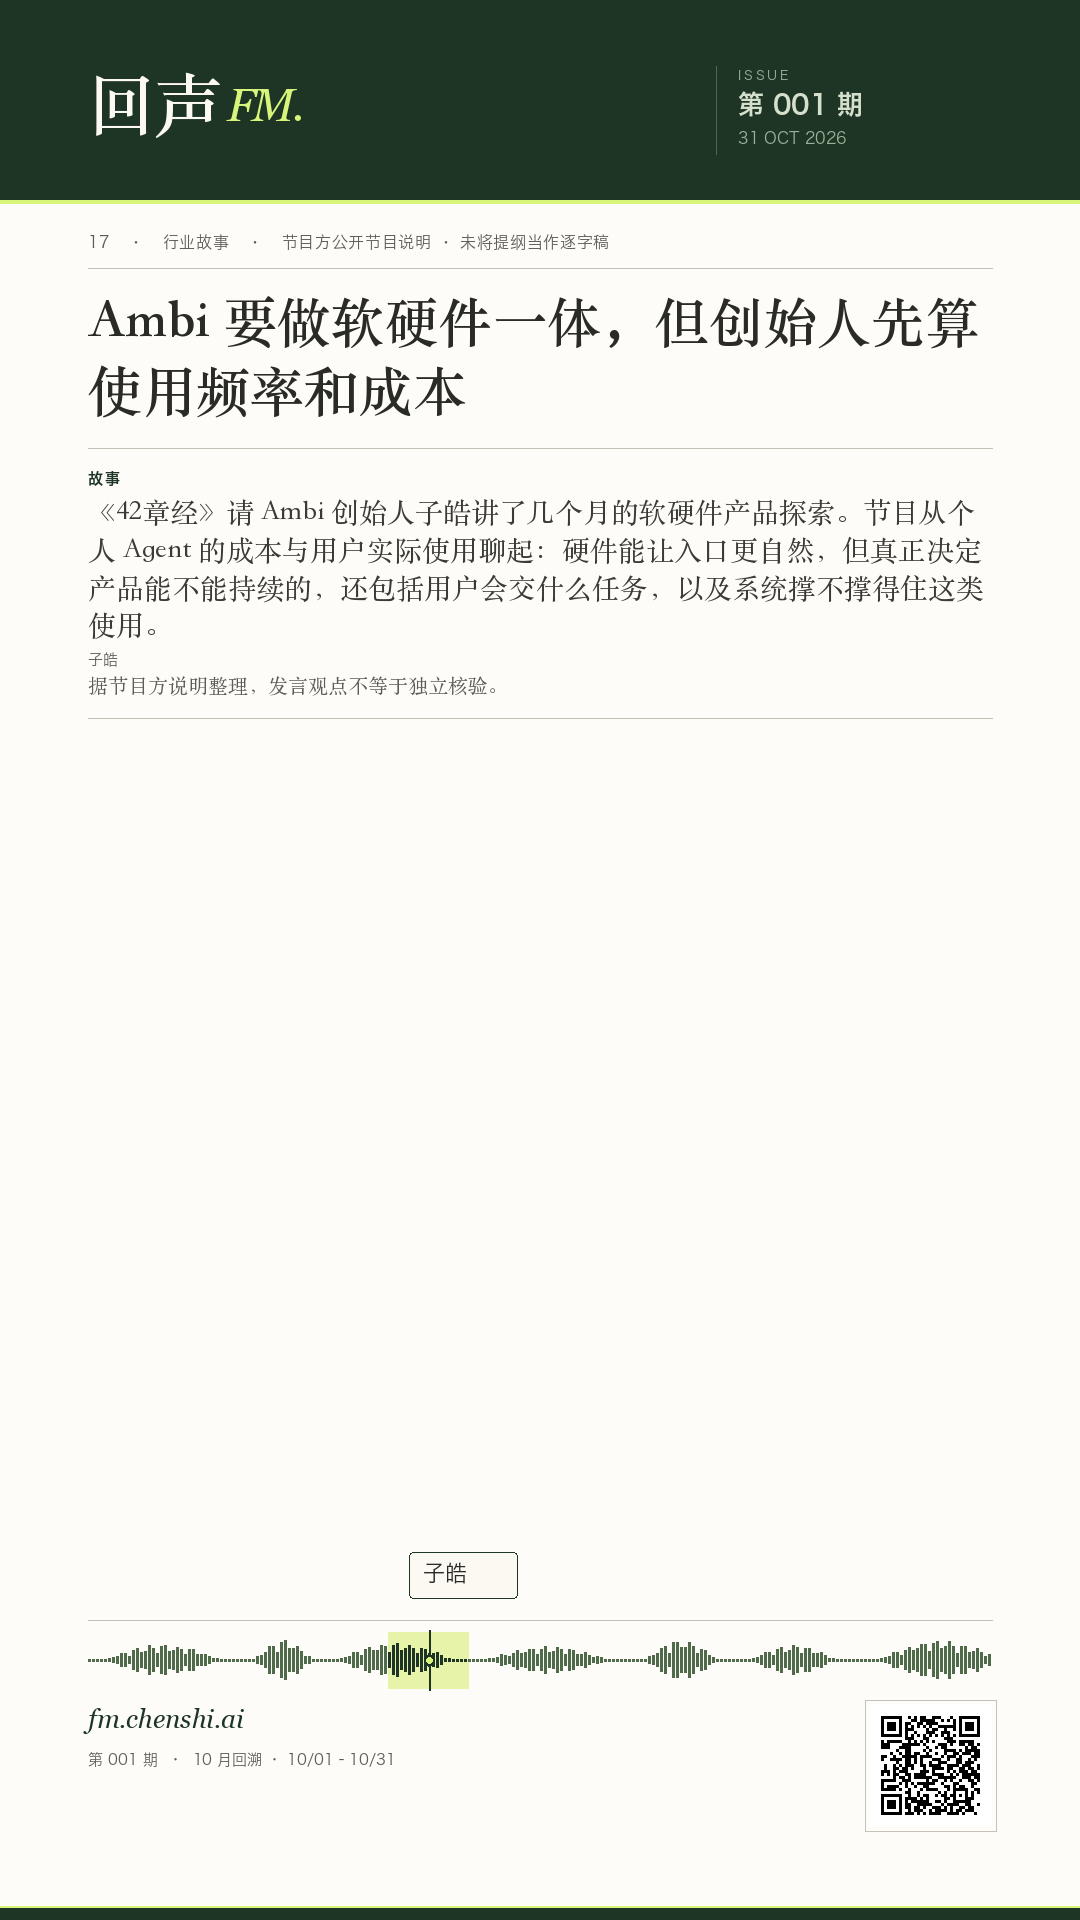 回声 FM.
ISSUE
第 001 期
31 OCT 2026
17 · 行业故事 · 节目方公开节目说明 · 未将提纲当作逐字稿
Ambi 要做软硬件一体，但创始人先算
使用频率和成本
故事
《42章经》请 Ambi 创始人子皓讲了几个月的软硬件产品探索。节目从个
人 Agent 的成本与用户实际使用聊起：硬件能让入口更自然，但真正决定
产品能不能持续的，还包括用户会交什么任务，以及系统撑不撑得住这类
使用。
子皓
据节目方说明整理，发言观点不等于独立核验。
子皓
fm.chenshi.ai
第 001 期 · 10 月回溯 · 10/01 - 10/31